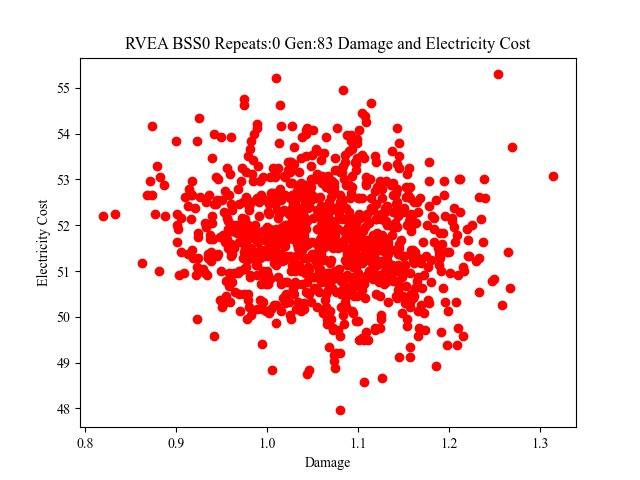 RVEA BSS0 Repeats:0 Gen:83 Damage and Electricity Cost
55
54
53
52
51
50
49
48
Electricity Cost
0.8 0.9 1.0 1.1 1.2 1.3
Damage